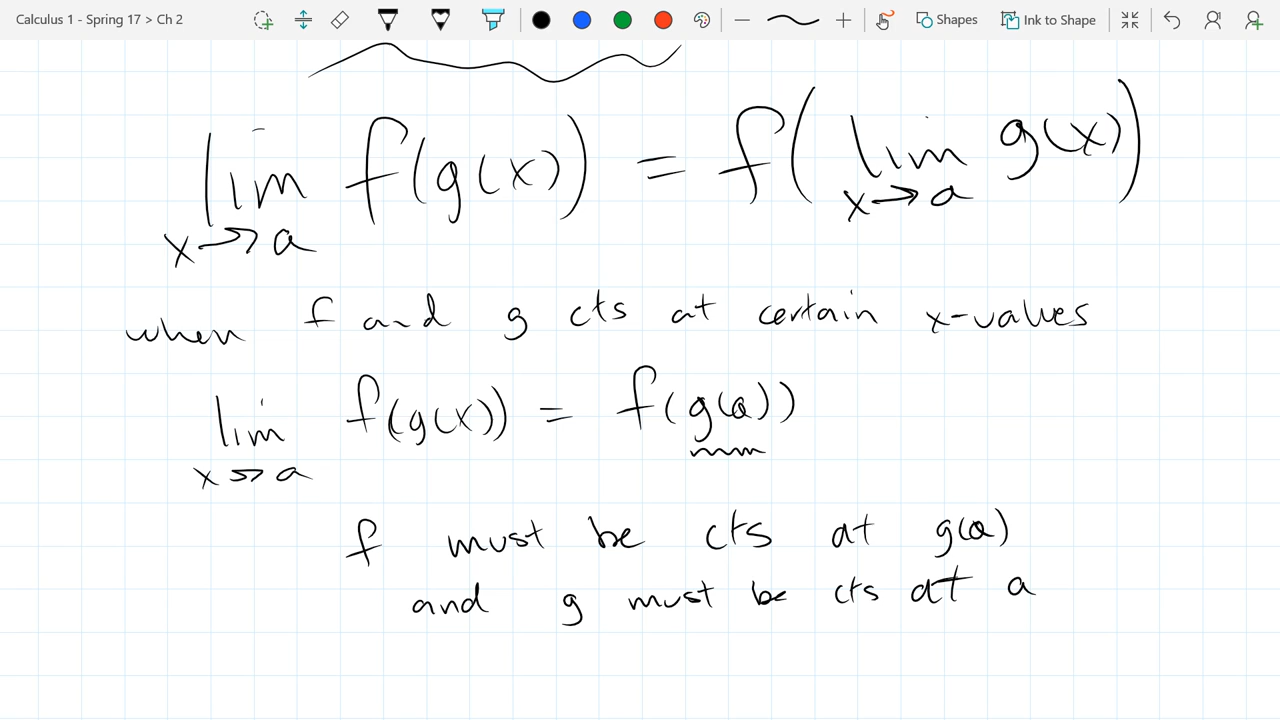 Calculus 1 - Spring 17 > Ch 2 Shapes Ink to Shape
lim f(g(x)) = f(lim g(x))
x→a x→a
when f and g cts at certain x-values
lim f(g(x)) = f(g(a))
x→a
f must be cts at g(a)
and g must be cts at a